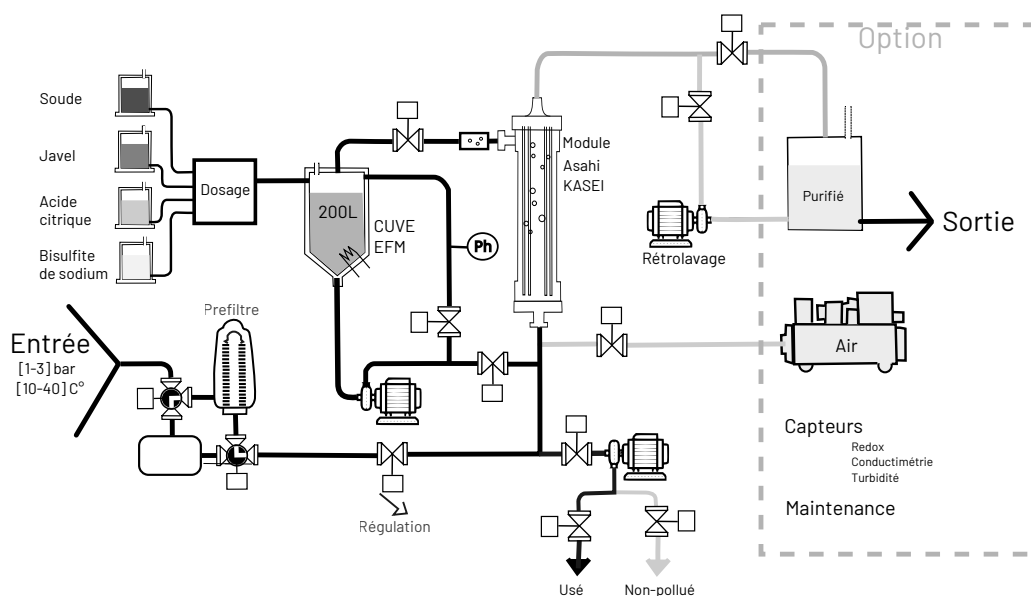 Option
Soude
Javel
Acide
citrique
Bisulfite
de sodium
Dosage
200L
CUVE
EFM
Ph
Module
Asahi
KASEI
Purifié
Sortie
Rétrolavage
Prefiltre
Entrée
[1-3] bar
[10-40] C°
Air
Capteurs
Redox
Conductimétrie
Turbidité
Maintenance
Régulation
Usé
Non-pollué